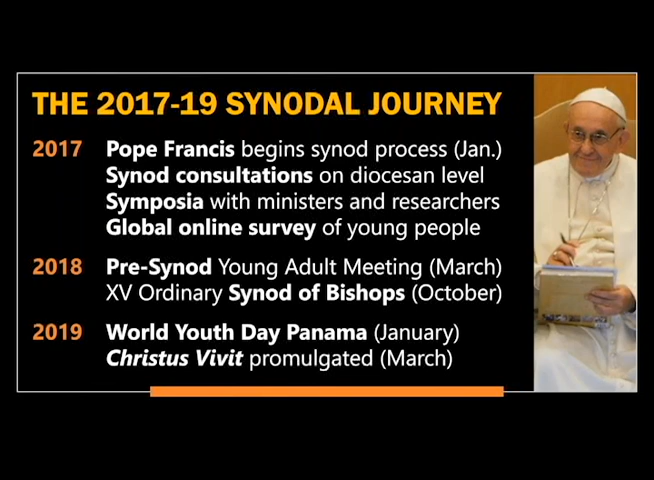 THE 2017-19 SYNODAL JOURNEY
2017 Pope Francis begins synod process (Jan.)
Synod consultations on diocesan level
Symposia with ministers and researchers
Global online survey of young people
2018 Pre-Synod Young Adult Meeting (March)
XV Ordinary Synod of Bishops (October)
2019 World Youth Day Panama (January)
Christus Vivit promulgated (March)